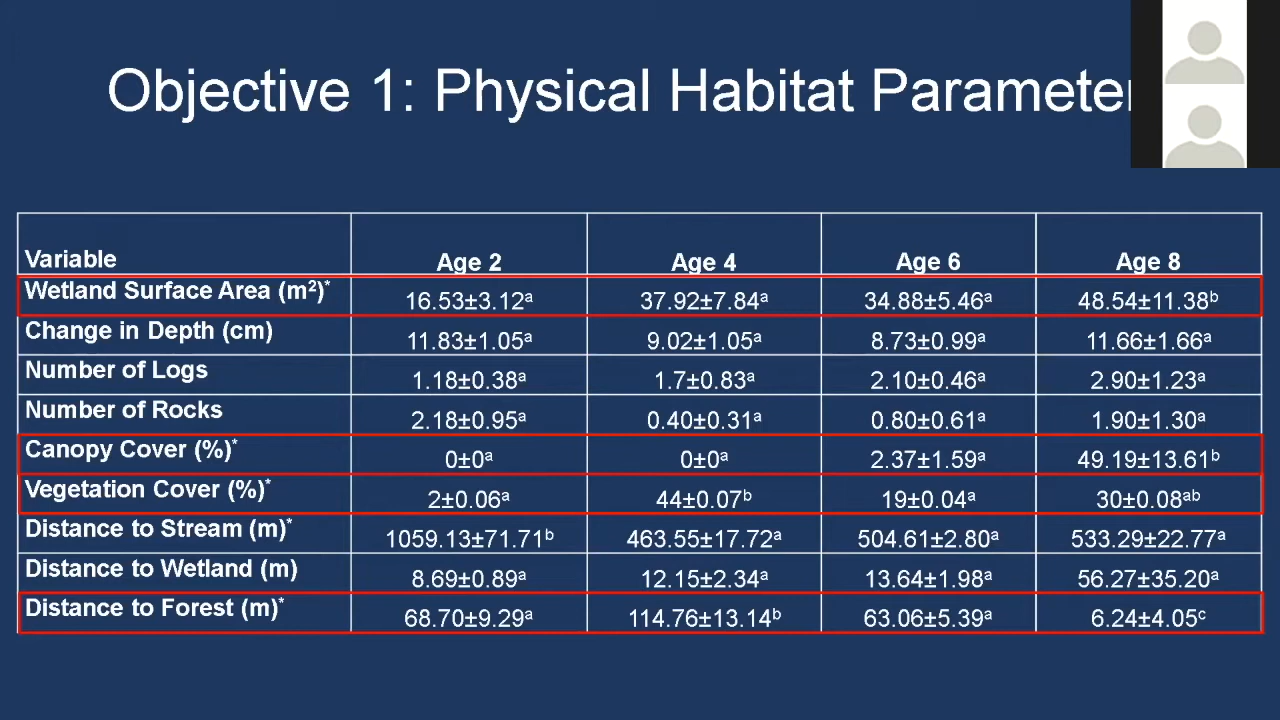 Objective 1: Physical Habitat Parameter
Variable Age 2 Age 4 Age 6 Age 8
Wetland Surface Area (m²)* 16.53±3.12ᵃ 37.92±7.84ᵃ 34.88±5.46ᵃ 48.54±11.38ᵇ
Change in Depth (cm) 11.83±1.05ᵃ 9.02±1.05ᵃ 8.73±0.99ᵃ 11.66±1.66ᵃ
Number of Logs 1.18±0.38ᵃ 1.7±0.83ᵃ 2.10±0.46ᵃ 2.90±1.23ᵃ
Number of Rocks 2.18±0.95ᵃ 0.40±0.31ᵃ 0.80±0.61ᵃ 1.90±1.30ᵃ
Canopy Cover (%)* 0±0ᵃ 0±0ᵃ 2.37±1.59ᵃ 49.19±13.61ᵇ
Vegetation Cover (%)* 2±0.06ᵃ 44±0.07ᵇ 19±0.04ᵃ 30±0.08ᵃᵇ
Distance to Stream (m)* 1059.13±71.71ᵇ 463.55±17.72ᵃ 504.61±2.80ᵃ 533.29±22.77ᵃ
Distance to Wetland (m) 8.69±0.89ᵃ 12.15±2.34ᵃ 13.64±1.98ᵃ 56.27±35.20ᵃ
Distance to Forest (m)* 68.70±9.29ᵃ 114.76±13.14ᵇ 63.06±5.39ᵃ 6.24±4.05ᶜ